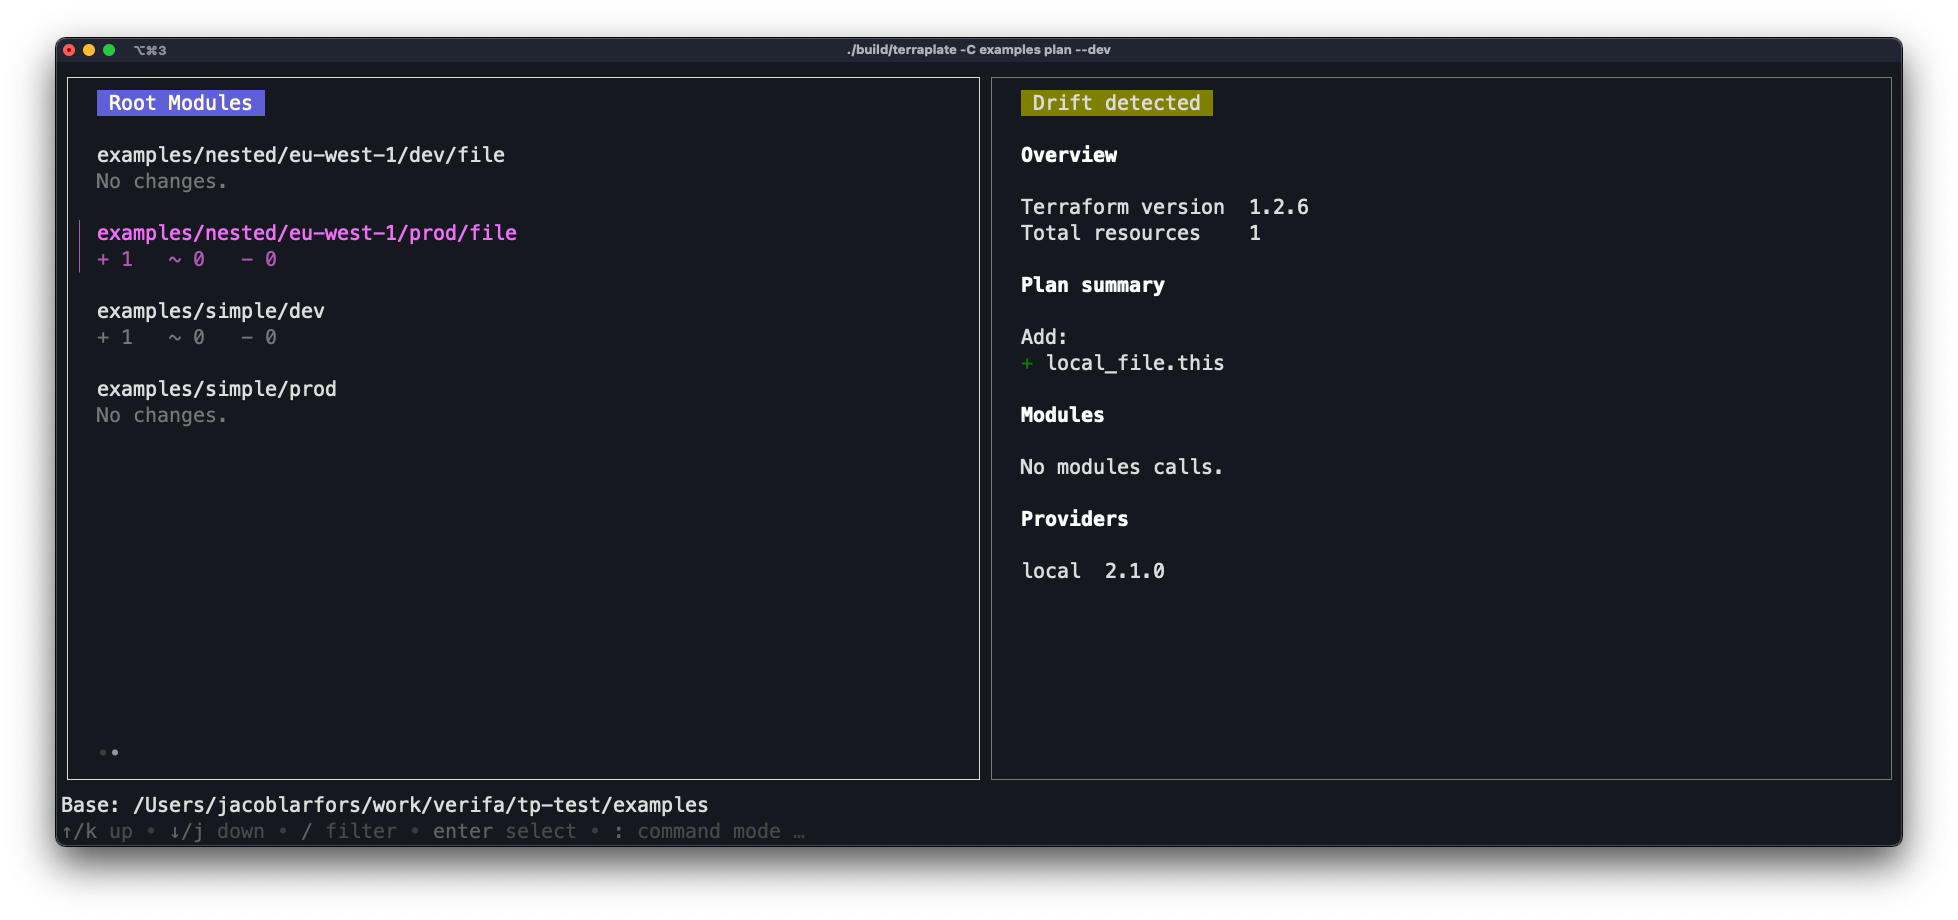 ⌥⌘3
./build/terraplate -C examples plan --dev
Root Modules
examples/nested/eu-west-1/dev/file
No changes.
examples/nested/eu-west-1/prod/file
+ 1 ~ 0 - 0
examples/simple/dev
+ 1 ~ 0 - 0
examples/simple/prod
No changes.
••
Drift detected
Overview
Terraform version 1.2.6
Total resources 1
Plan summary
Add:
+ local_file.this
Modules
No modules calls.
Providers
local 2.1.0
Base: /Users/jacoblarfors/work/verifa/tp-test/examples
↑/k up • ↓/j down • / filter • enter select • : command mode …